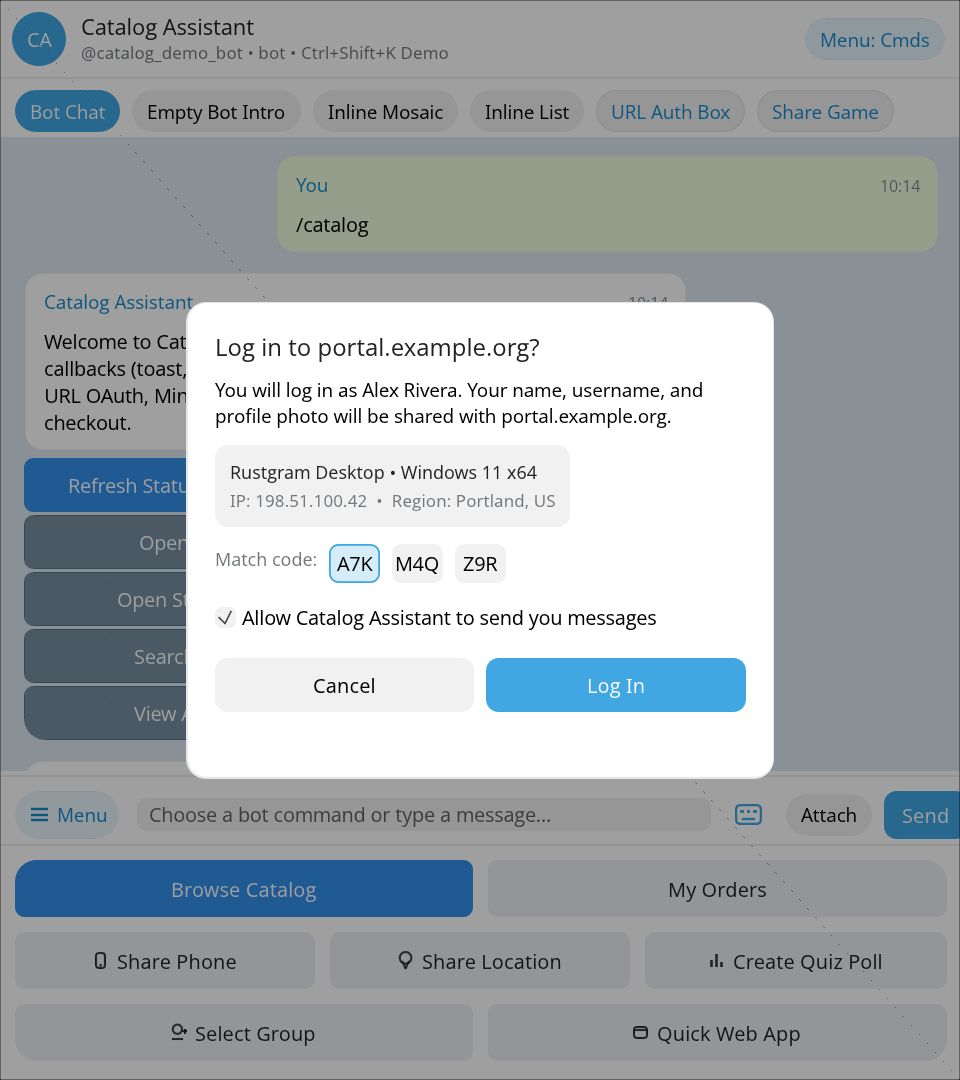 CA
Catalog Assistant
@catalog_demo_bot • bot • Ctrl+Shift+K Demo
Menu: Cmds
Bot Chat
Empty Bot Intro
Inline Mosaic
Inline List
URL Auth Box
Share Game
You
10:14
/catalog
Catalog Assistant
10:14
Welcome to Cat
callbacks (toast,
URL OAuth, Min
checkout.
Refresh Statu
Open
Open St
Search
View A
Log in to portal.example.org?
You will log in as Alex Rivera. Your name, username, and
profile photo will be shared with portal.example.org.
Rustgram Desktop • Windows 11 x64
IP: 198.51.100.42 • Region: Portland, US
Match code:
A7K
M4Q
Z9R
Allow Catalog Assistant to send you messages
Cancel
Log In
Menu
Choose a bot command or type a message...
Attach
Send
Browse Catalog
My Orders
Share Phone
Share Location
Create Quiz Poll
Select Group
Quick Web App